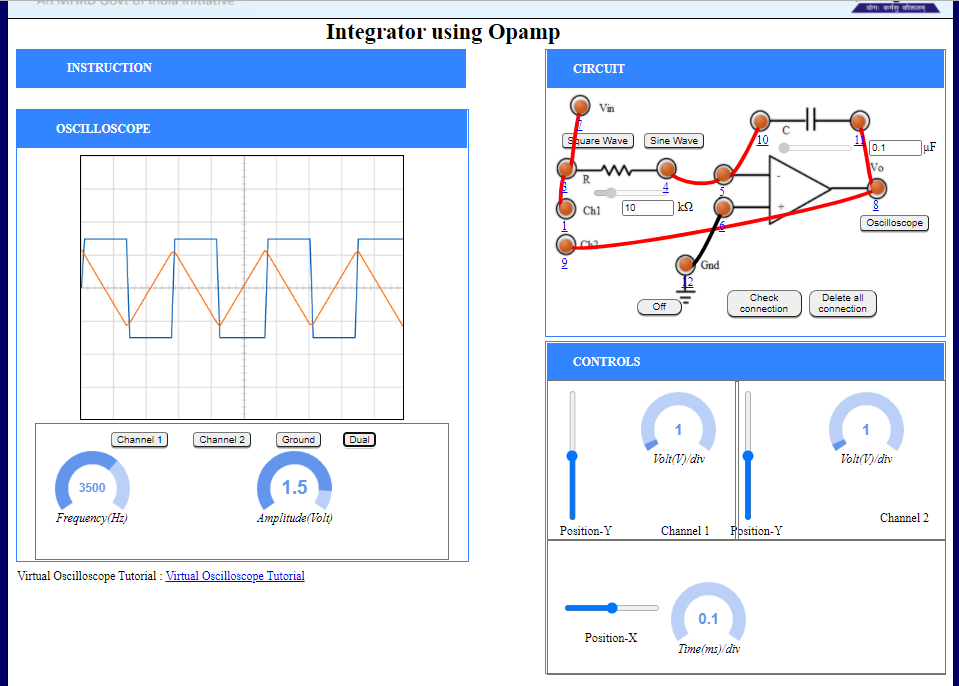 An MHRD Govt of India Initiative
योगः कर्मसु कौशलम्
Integrator using Opamp
INSTRUCTION
OSCILLOSCOPE
Channel 1
Channel 2
Ground
Dual
3500
Frequency(Hz)
1.5
Amplitude(Volt)
Virtual Oscilloscope Tutorial : Virtual Oscilloscope Tutorial
CIRCUIT
Vin
7
Square Wave
Sine Wave
10
C
11
0.1
μF
3
R
4
5
-
Vo
Ch1
10
kΩ
+
8
1
6
Oscilloscope
Ch2
9
Gnd
12
Off
Check
connection
Delete all
connection
CONTROLS
1
Volt(V)/div
Position-Y
Channel 1
1
Volt(V)/div
Position-Y
Channel 2
Position-X
0.1
Time(ms)/div